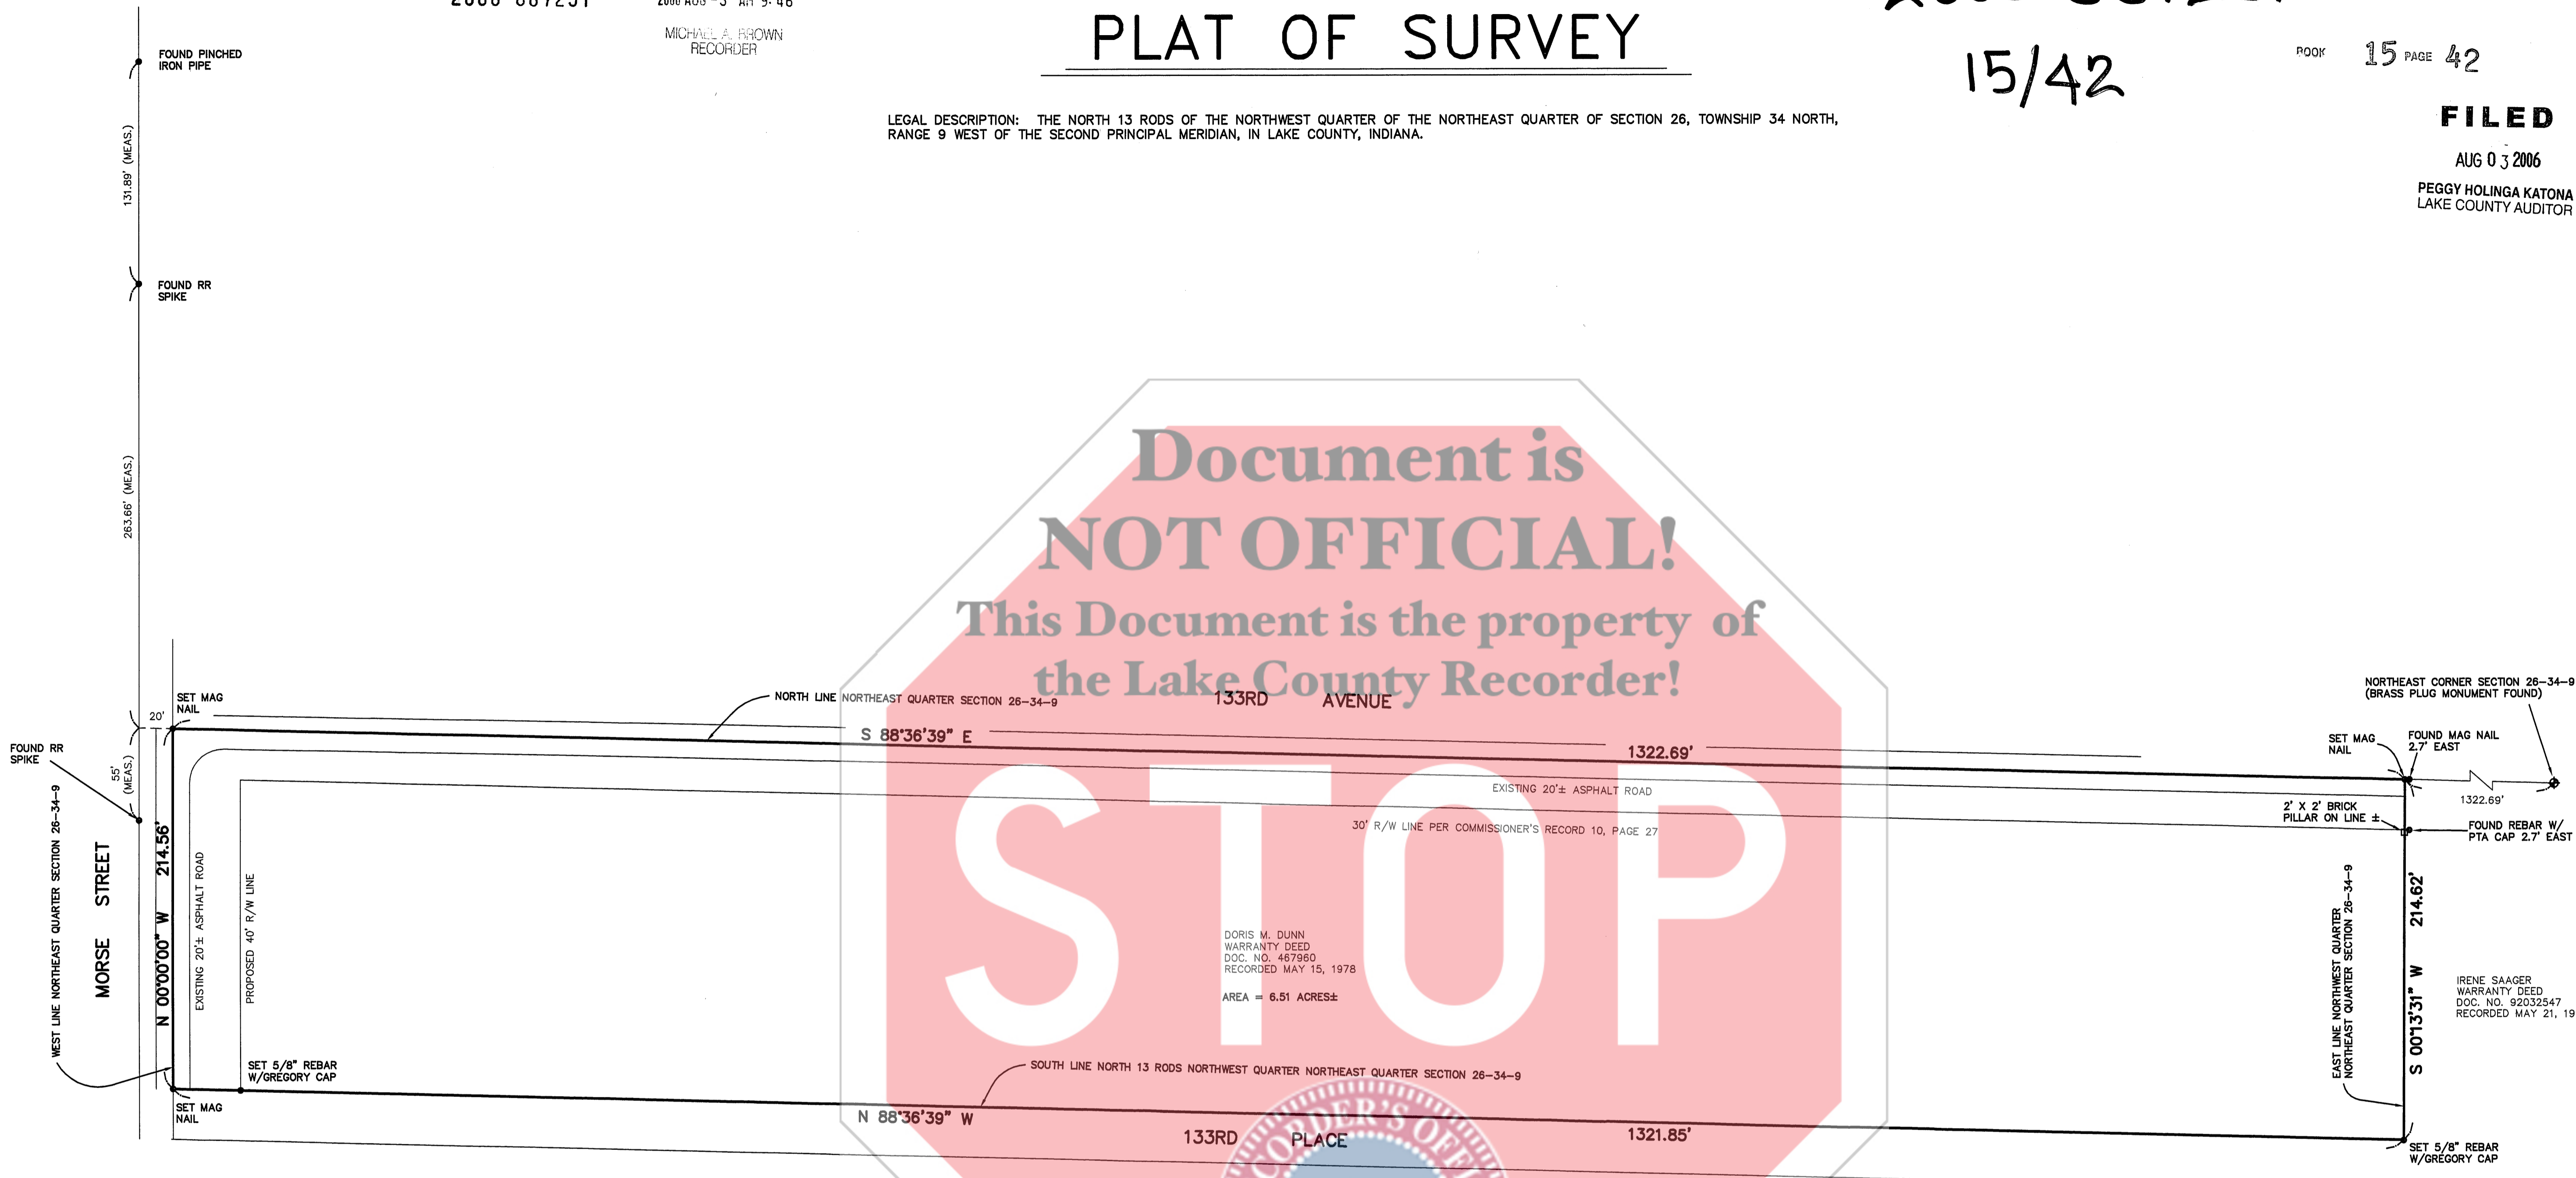 2006 AUG -3 AM 9:46
MICHAEL A. BROWN
RECORDER
PLAT OF SURVEY
15/42
BOOK 15 PAGE 42
FILED
AUG 03 2006
PEGGY HOLINGA KATONA
LAKE COUNTY AUDITOR
LEGAL DESCRIPTION: THE NORTH 13 RODS OF THE NORTHWEST QUARTER OF THE NORTHEAST QUARTER OF SECTION 26, TOWNSHIP 34 NORTH,
RANGE 9 WEST OF THE SECOND PRINCIPAL MERIDIAN, IN LAKE COUNTY, INDIANA.
FOUND PINCHED
IRON PIPE
131.89' (MEAS.)
FOUND RR
SPIKE
263.66' (MEAS.)
Document is
NOT OFFICIAL!
This Document is the property of
the Lake County Recorder!
STOP
SET MAG
NAIL
20'
NORTH LINE NORTHEAST QUARTER SECTION 26-34-9
133RD AVENUE
S 88°36'39" E
1322.69'
NORTHEAST CORNER SECTION 26-34-9
(BRASS PLUG MONUMENT FOUND)
SET MAG
NAIL
FOUND MAG NAIL
2.7' EAST
1322.69'
FOUND RR
SPIKE
55'
(MEAS.)
EXISTING 20'± ASPHALT ROAD
30' R/W LINE PER COMMISSIONER'S RECORD 10, PAGE 27
2' X 2' BRICK
PILLAR ON LINE ±
FOUND REBAR W/
PTA CAP 2.7' EAST
WEST LINE NORTHEAST QUARTER SECTION 26-34-9
MORSE STREET
N 00°00'00" W 214.56'
EXISTING 20'± ASPHALT ROAD
PROPOSED 40' R/W LINE
DORIS M. DUNN
WARRANTY DEED
DOC. NO. 467960
RECORDED MAY 15, 1978
AREA = 6.51 ACRES±
EAST LINE NORTHWEST QUARTER
NORTHEAST QUARTER SECTION 26-34-9
S 00°13'31" W 214.62'
IRENE SAAGER
WARRANTY DEED
DOC. NO. 92032547
RECORDED MAY 21, 19
SET 5/8" REBAR
W/GREGORY CAP
SET MAG
NAIL
SOUTH LINE NORTH 13 RODS NORTHWEST QUARTER NORTHEAST QUARTER SECTION 26-34-9
N 88°36'39" W
133RD PLACE
1321.85'
SET 5/8" REBAR
W/GREGORY CAP